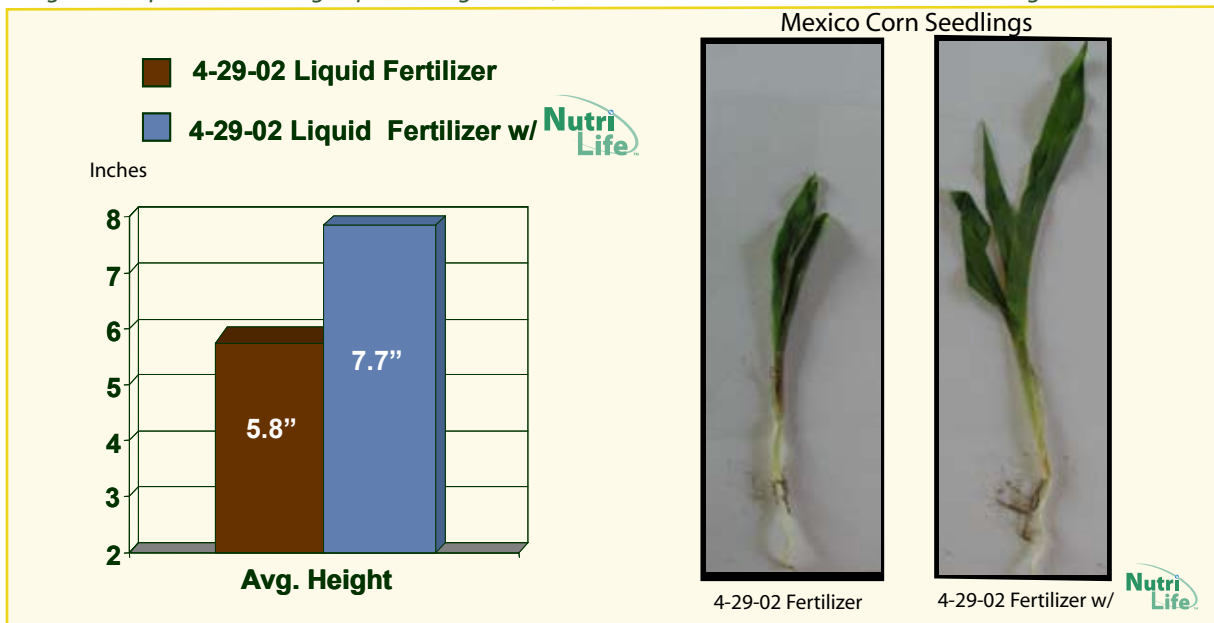 Mexico Corn Seedlings
4-29-02 Liquid Fertilizer
4-29-02 Liquid Fertilizer w/ Nutri Life™
Inches
8
7
6
5
4
3
2
5.8”
7.7”
Avg. Height
4-29-02 Fertilizer
4-29-02 Fertilizer w/ Nutri Life